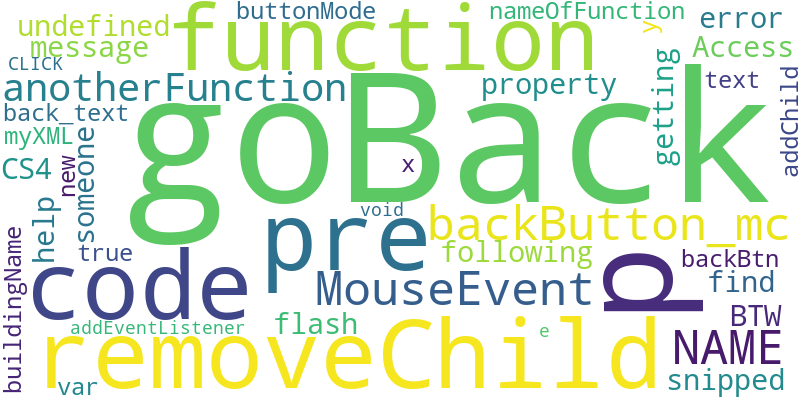 buttonMode
nameOfFunction
undefined
function
y
error
message
Access
CLICK
anotherFunction
goBack
property
getting
text
addChild
back_text
myXML
someone
CS4
new
x
help
void
pre
backButton_mc
true
following
p
backBtn
buildingName
code
MouseEvent
find
addEventListener
flash
removeChild
e
BTW
NAME
var
snipped